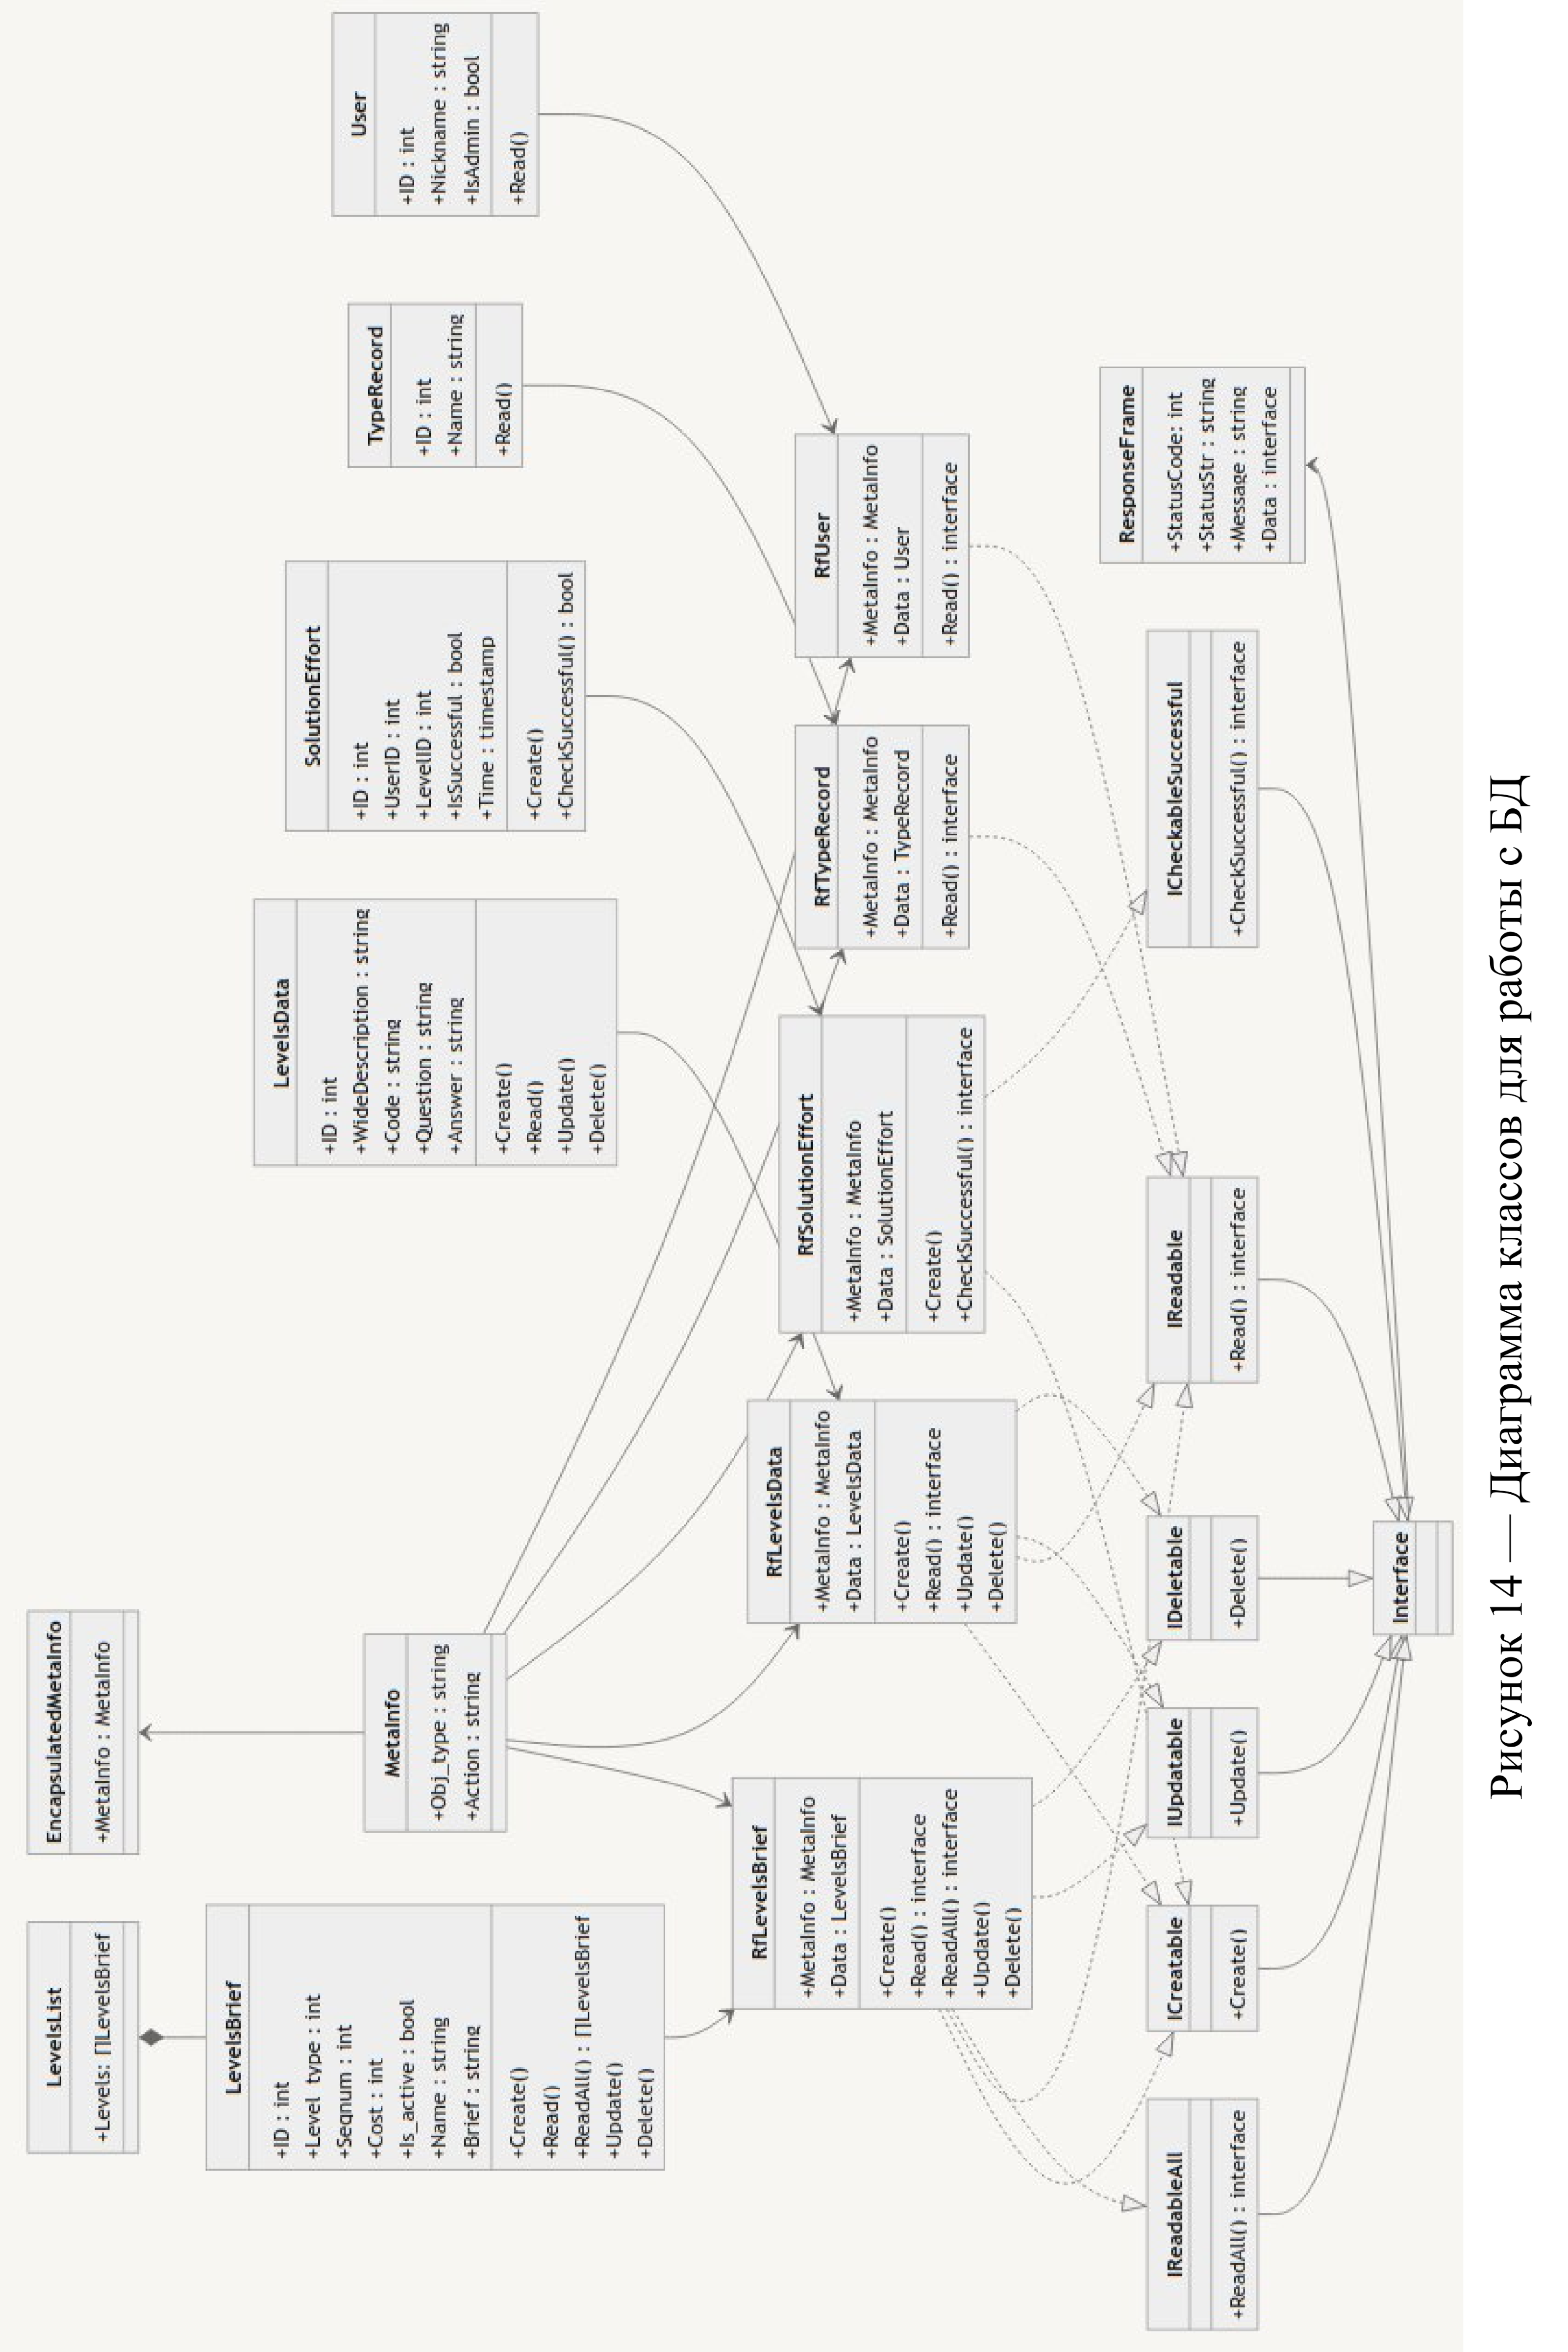 LevelsList
+Levels: []LevelsBrief
EncapsulatedMetaInfo
+MetaInfo : MetaInfo
LevelsBrief
+ID : int
+Level type : int
+Seqnum : int
+Cost : int
+Is_active : bool
+Name : string
+Brief : string
+Create()
+Read()
+ReadAll() : []LevelsBrief
+Update()
+Delete()
MetaInfo
+Obj_type : string
+Action : string
LevelsData
+ID : int
+WideDescription : string
+Code : string
+Question : string
+Answer : string
+Create()
+Read()
+Update()
+Delete()
SolutionEffort
+ID : int
+UserID : int
+LevelID : int
+IsSuccessful : bool
+Time : timestamp
+Create()
+CheckSuccessful() : bool
TypeRecord
+ID : int
+Name : string
+Read()
User
+ID : int
+Nickname : string
+IsAdmin : bool
+Read()
RfLevelsBrief
+MetaInfo : MetaInfo
+Data : LevelsBrief
+Create()
+Read() : interface
+ReadAll() : interface
+Update()
+Delete()
RfLevelsData
+MetaInfo : MetaInfo
+Data : LevelsData
+Create()
+Read() : interface
+Update()
+Delete()
RfSolutionEffort
+MetaInfo : MetaInfo
+Data : SolutionEffort
+Create()
+CheckSuccessful() : interface
RfTypeRecord
+MetaInfo : MetaInfo
+Data : TypeRecord
+Read() : interface
RfUser
+MetaInfo : MetaInfo
+Data : User
+Read() : interface
IReadableAll
+ReadAll() : interface
ICreatable
+Create()
IUpdatable
+Update()
IDeletable
+Delete()
IReadable
+Read() : interface
ICheckableSuccessful
+CheckSuccessful() : interface
ResponseFrame
+StatusCode: int
+StatusStr : string
+Message : string
+Data : interface
Interface
Рисунок 14 — Диаграмма классов для работы с БД